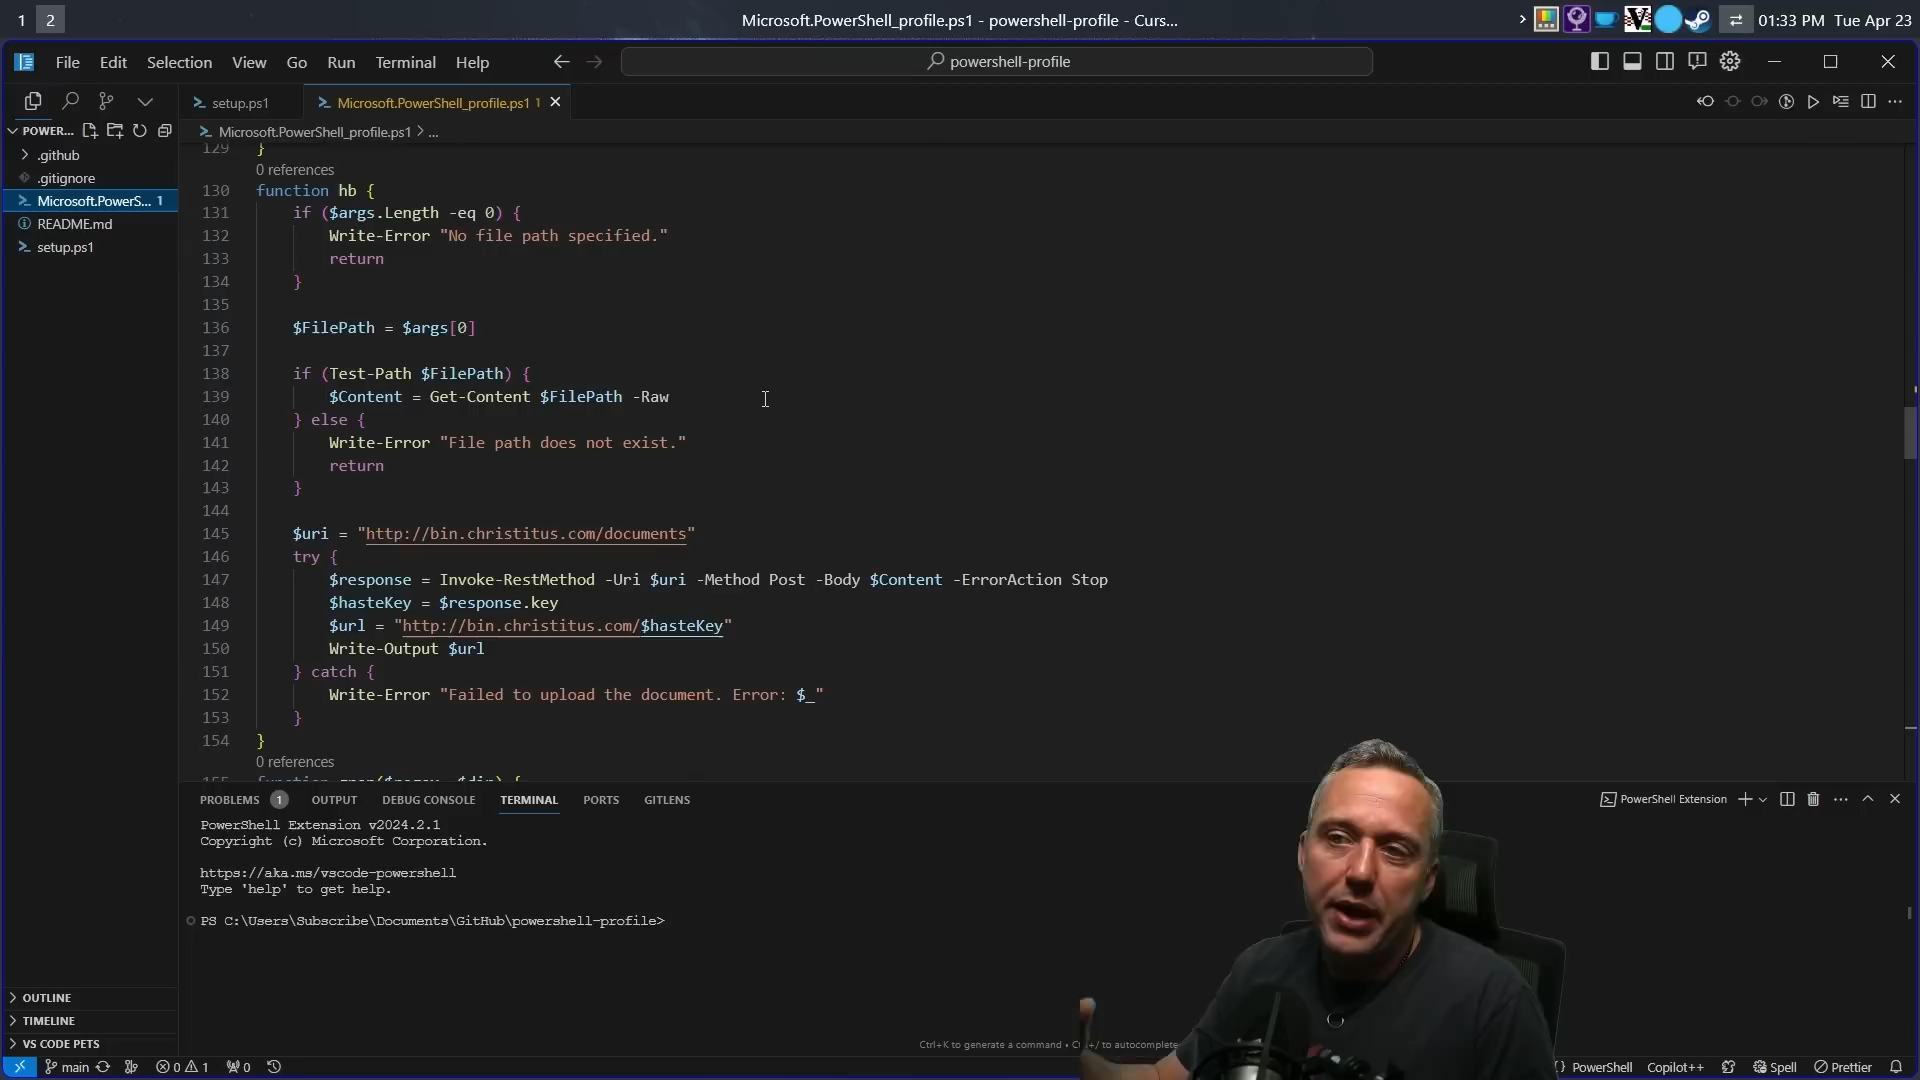 1 2
Microsoft.PowerShell_profile.ps1 - powershell-profile - Curs...
01:33 PM Tue Apr 23
File Edit Selection View Go Run Terminal Help
powershell-profile
setup.ps1
Microsoft.PowerShell_profile.ps1 1
POWER...
Microsoft.PowerShell_profile.ps1 > ...
.github
.gitignore
Microsoft.PowerS... 1
README.md
setup.ps1
129 }
0 references
130 function hb {
131 if ($args.Length -eq 0) {
132 Write-Error "No file path specified."
133 return
134 }
135
136 $FilePath = $args[0]
137
138 if (Test-Path $FilePath) {
139 $Content = Get-Content $FilePath -Raw
140 } else {
141 Write-Error "File path does not exist."
142 return
143 }
144
145 $uri = "http://bin.christitus.com/documents"
146 try {
147 $response = Invoke-RestMethod -Uri $uri -Method Post -Body $Content -ErrorAction Stop
148 $hasteKey = $response.key
149 $url = "http://bin.christitus.com/$hasteKey"
150 Write-Output $url
151 } catch {
152 Write-Error "Failed to upload the document. Error: $_"
153 }
154 }
0 references
PROBLEMS 1 OUTPUT DEBUG CONSOLE TERMINAL PORTS GITLENS
PowerShell Extension
PowerShell Extension v2024.2.1
Copyright (c) Microsoft Corporation.
https://aka.ms/vscode-powershell
Type 'help' to get help.
PS C:\Users\Subscribe\Documents\GitHub\powershell-profile>
OUTLINE
TIMELINE
VS CODE PETS
Ctrl+K to generate a command
to autocomplete
main 0 1 0
PowerShell Copilot++ Spell Prettier